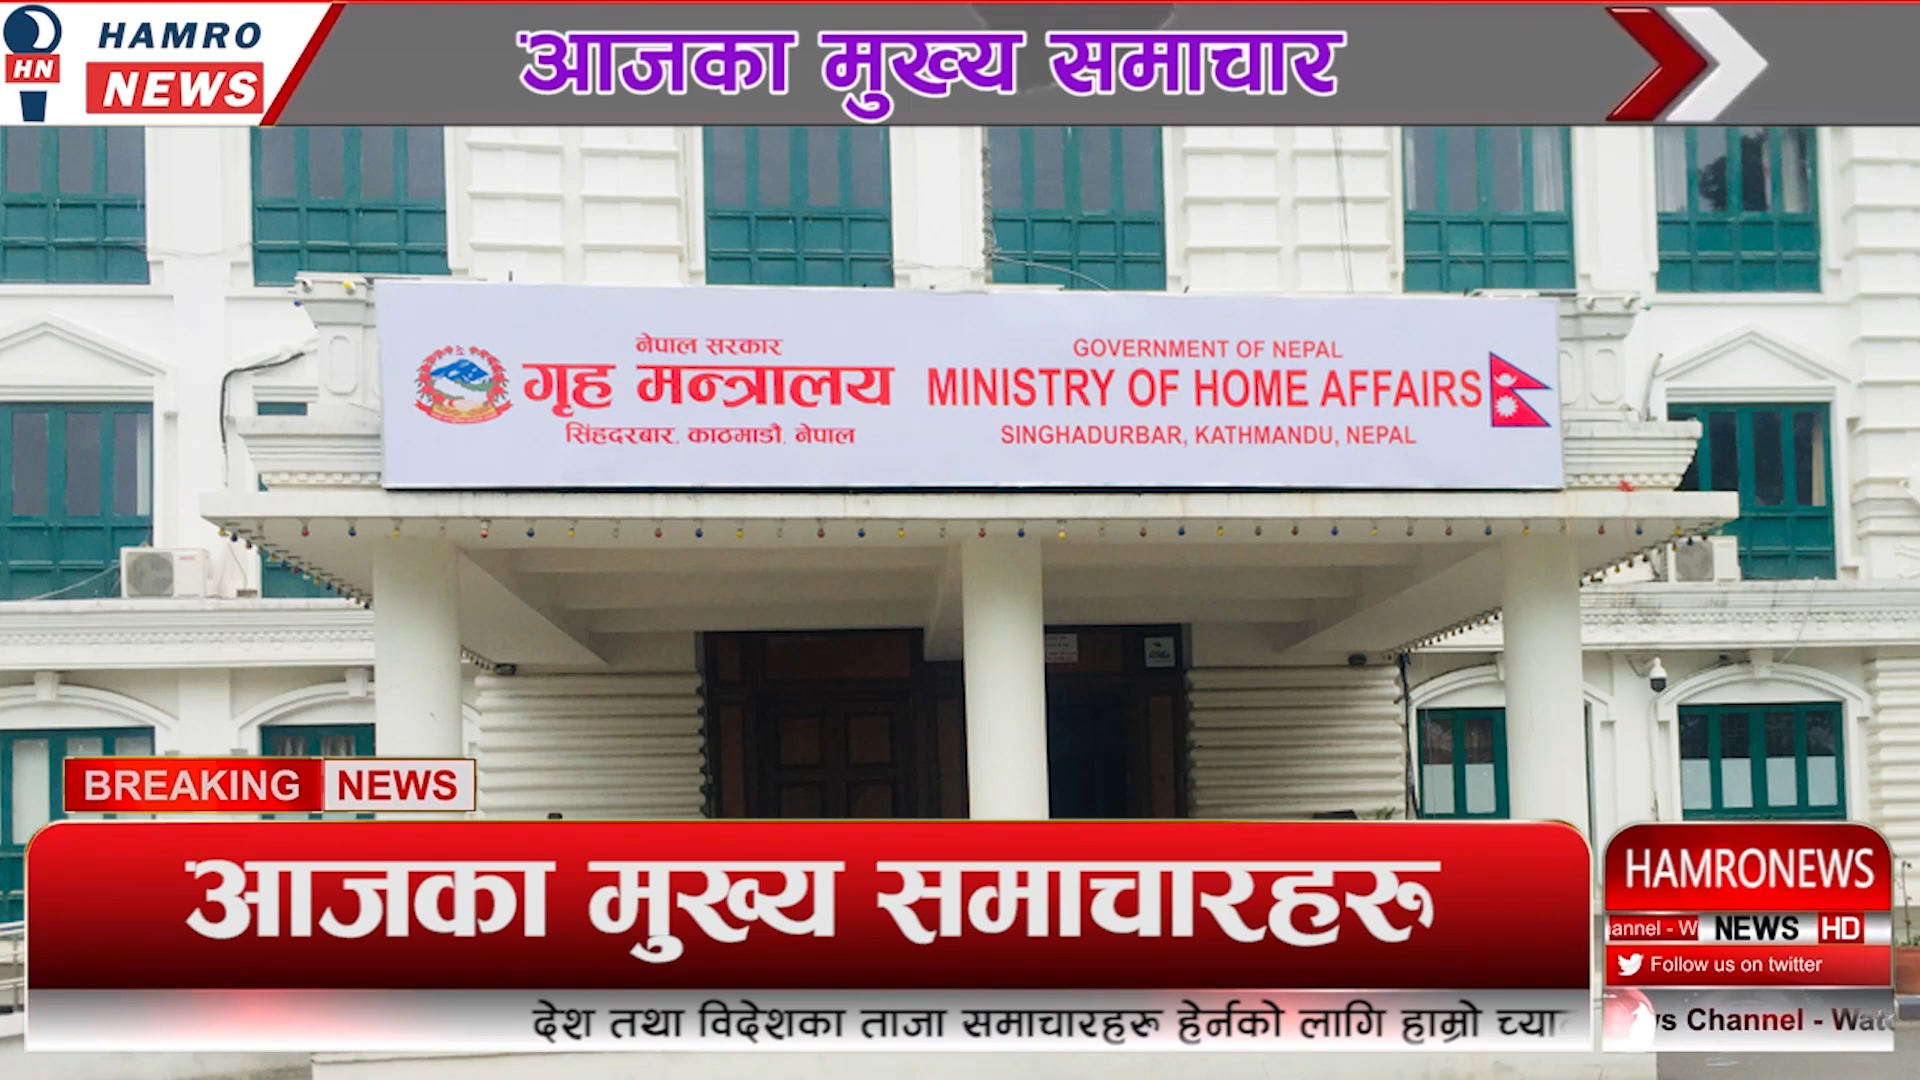 HAMRO
HN
NEWS
आजका मुख्य समाचार
नेपाल सरकार
गृह मन्त्रालय
सिंहदरबार, काठमाडौं, नेपाल
GOVERNMENT OF NEPAL
MINISTRY OF HOME AFFAIRS
SINGHADURBAR, KATHMANDU, NEPAL
BREAKING NEWS
आजका मुख्य समाचारहरु
देश तथा विदेशका ताजा समाचारहरू हेर्नको लागि हाम्रो
HAMRONEWS
annel - W NEWS HD
Follow us on twitter
s Channel - Wat